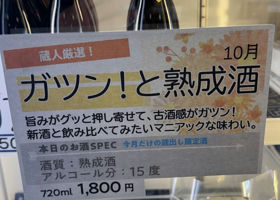 蔵人厳選！
10月
ガツン！と熟成酒
旨みがグッと押し寄せて、古酒感がガツン！
新酒と飲み比べてみたいマニアックな味わい。
本日のお酒SPEC 今月だけの蔵出し限定酒
酒質：熟成酒
アルコール分：15度
720ml 1,800円